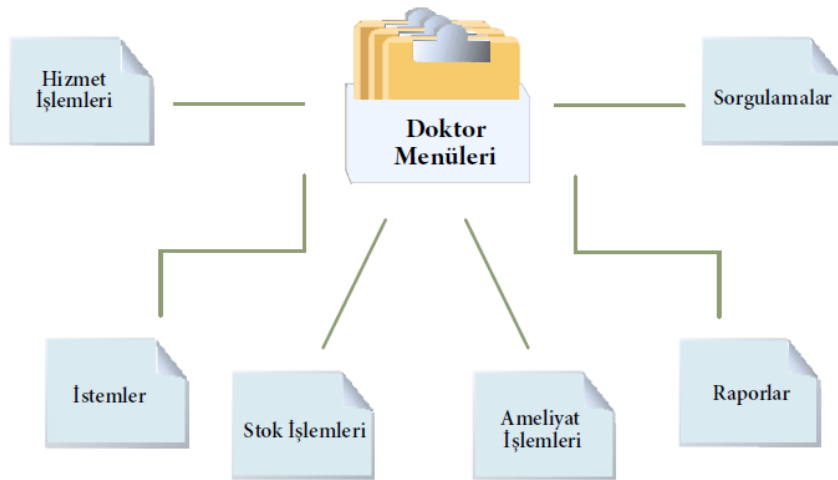 Hizmet
İşlemleri
Doktor
Menüleri
Sorgulamalar
İstemler
Stok İşlemleri
Ameliyat
İşlemleri
Raporlar